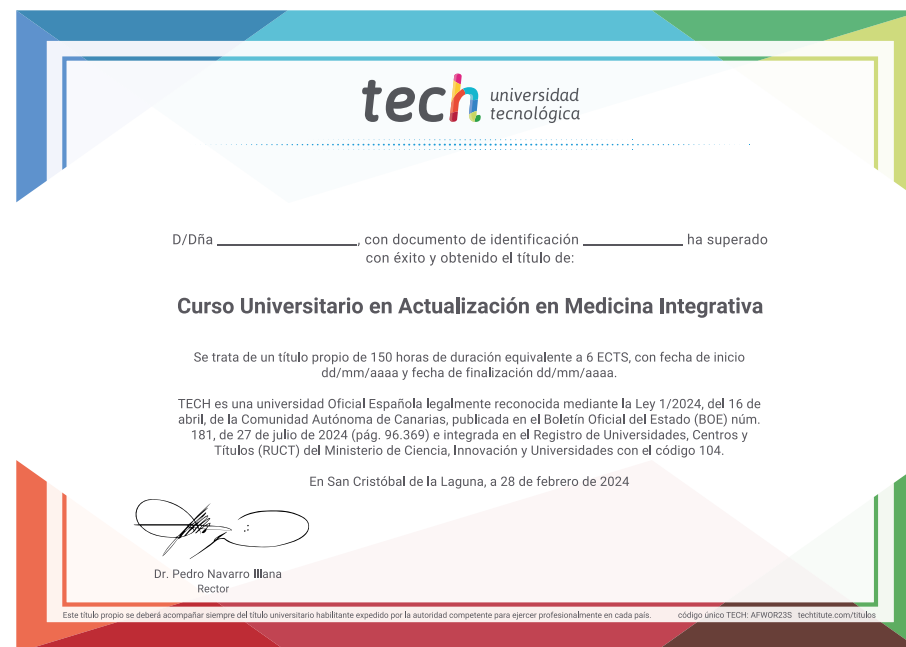 tech universidad
tecnológica
D/Dña ____________________, con documento de identificación ______________ ha superado
con éxito y obtenido el título de:
Curso Universitario en Actualización en Medicina Integrativa
Se trata de un título propio de 150 horas de duración equivalente a 6 ECTS, con fecha de inicio
dd/mm/aaaa y fecha de finalización dd/mm/aaaa.
TECH es una universidad Oficial Española legalmente reconocida mediante la Ley 1/2024, del 16 de
abril, de la Comunidad Autónoma de Canarias, publicada en el Boletín Oficial del Estado (BOE) núm.
181, de 27 de julio de 2024 (pág. 96.369) e integrada en el Registro de Universidades, Centros y
Títulos (RUCT) del Ministerio de Ciencia, Innovación y Universidades con el código 104.
En San Cristóbal de la Laguna, a 28 de febrero de 2024
Dr. Pedro Navarro Illana
Rector
Este título propio se deberá acompañar siempre del título universitario habilitante expedido por la autoridad competente para ejercer profesionalmente en cada país. código único TECH: AFWOR23S techtitute.com/titulos